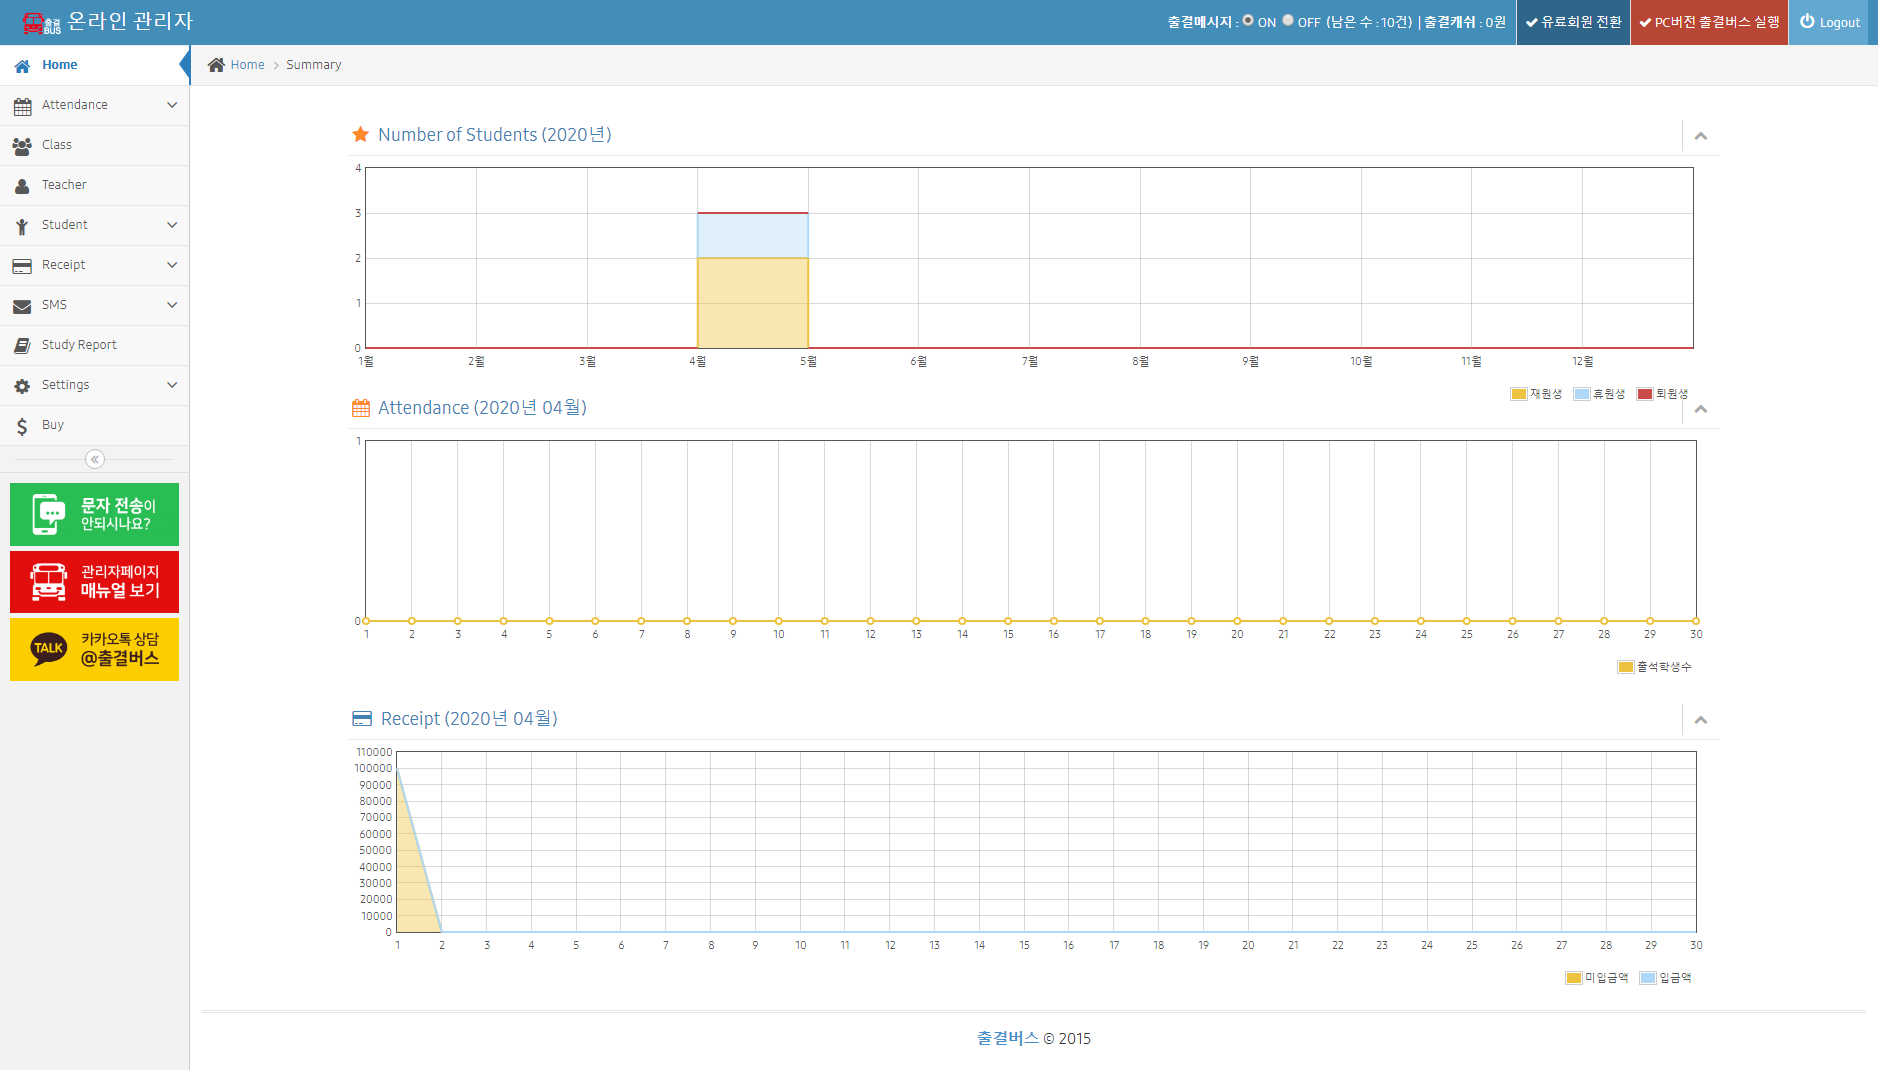 출결 BUS 온라인 관리자
출결메시지 : ON OFF (남은 수 : 10건) | 출결캐쉬 : 0원
유료회원 전환
PC버전 출결버스 실행
Logout
Home
Attendance
Class
Teacher
Student
Receipt
SMS
Study Report
Settings
Buy
문자 전송이
안되시나요?
관리자페이지
매뉴얼 보기
TALK
카카오톡 상담
@출결버스
Home > Summary
Number of Students (2020년)
4
3
2
1
0
1월 2월 3월 4월 5월 6월 7월 8월 9월 10월 11월 12월
재원생 휴원생 퇴원생
Attendance (2020년 04월)
1
0
1 2 3 4 5 6 7 8 9 10 11 12 13 14 15 16 17 18 19 20 21 22 23 24 25 26 27 28 29 30
출석학생수
Receipt (2020년 04월)
110000
100000
90000
80000
70000
60000
50000
40000
30000
20000
10000
0
1 2 3 4 5 6 7 8 9 10 11 12 13 14 15 16 17 18 19 20 21 22 23 24 25 26 27 28 29 30
미입금액 입금액
출결버스 © 2015